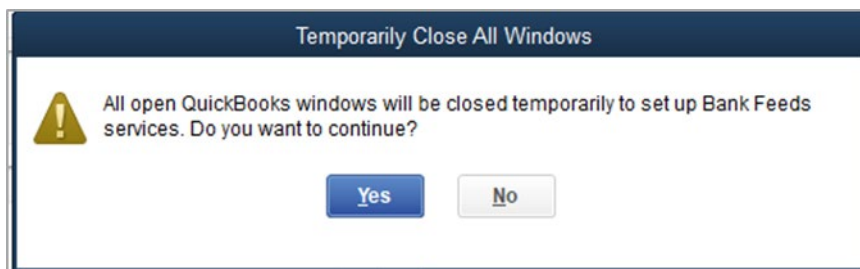 Temporarily Close All Windows
All open QuickBooks windows will be closed temporarily to set up Bank Feeds
services. Do you want to continue?
Yes
No